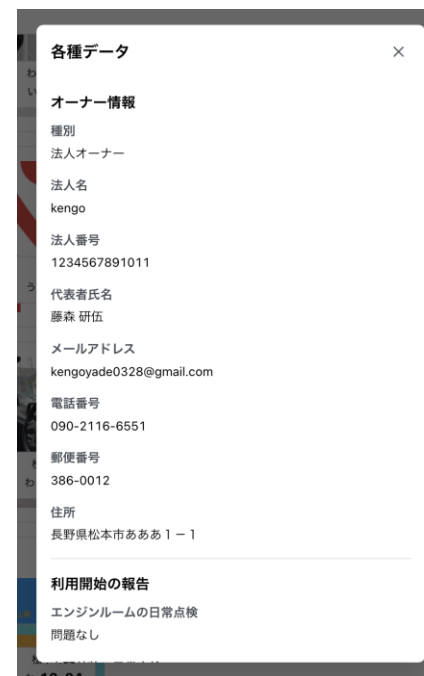 各種データ
オーナー情報
種別
法人オーナー
法人名
kengo
法人番号
1234567891011
代表者氏名
藤森 研伍
メールアドレス
kengoyade0328@gmail.com
電話番号
090-2116-6551
郵便番号
386-0012
住所
長野県松本市あああ１－１
利用開始の報告
エンジンルームの日常点検
問題なし